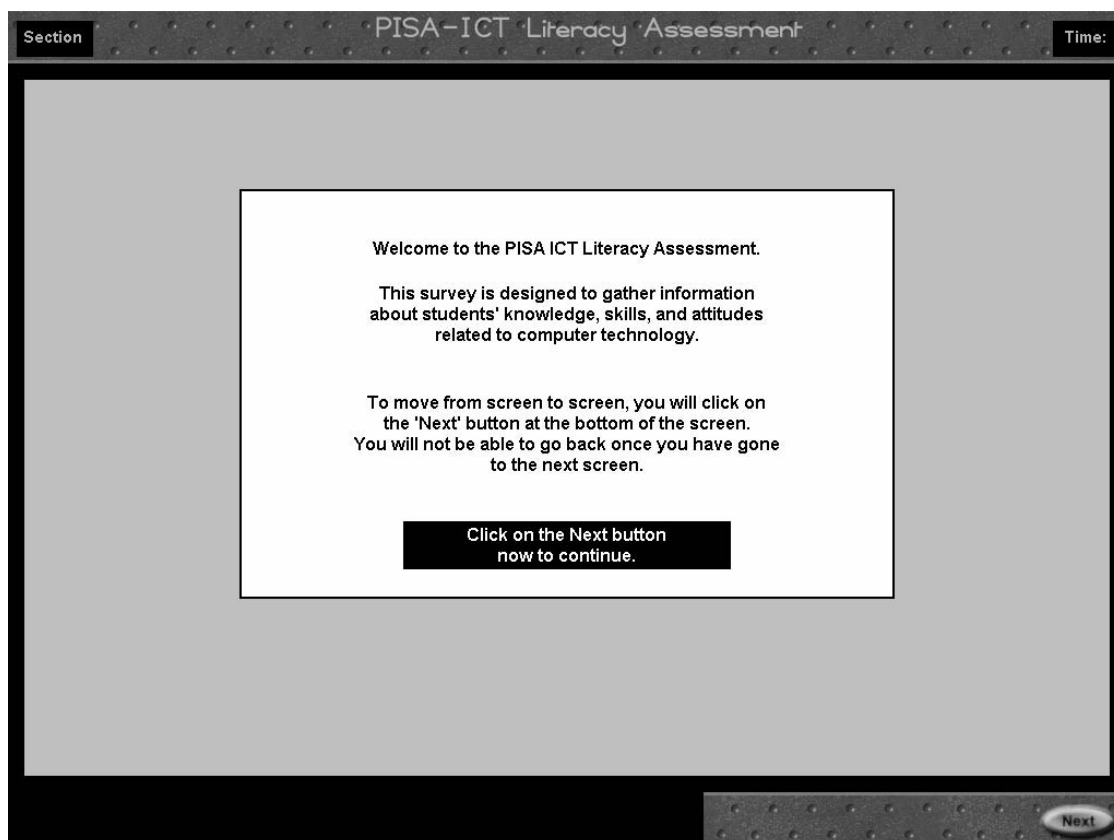 Section
PISA-ICT Literacy Assessment
Time:
Welcome to the PISA ICT Literacy Assessment.
This survey is designed to gather information
about students' knowledge, skills, and attitudes
related to computer technology.
To move from screen to screen, you will click on
the 'Next' button at the bottom of the screen.
You will not be able to go back once you have gone
to the next screen.
Click on the Next button
now to continue.
Next